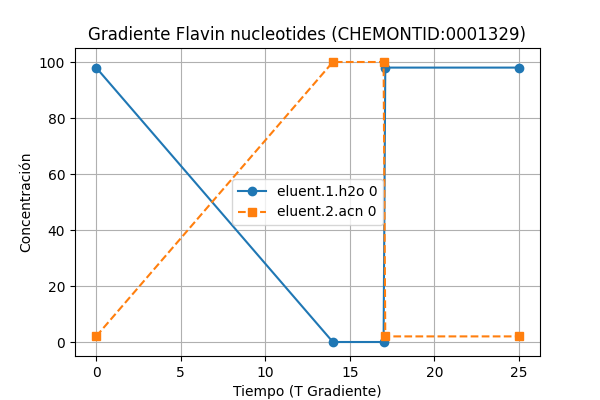 Gradiente Flavin nucleotides (CHEMONTID:0001329)
100
80
60
40
20
0
Concentración
eluent.1.h2o 0
eluent.2.acn 0
0 5 10 15 20 25
Tiempo (T Gradiente)